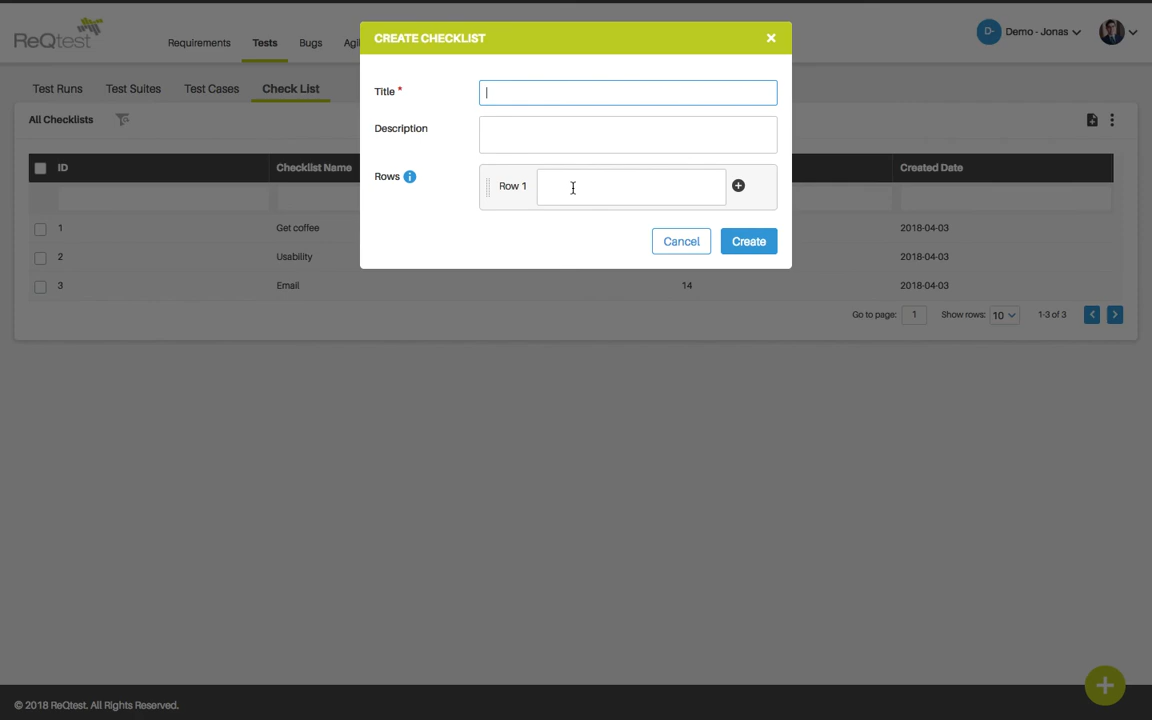 ReQtest
Requirements
Tests
Bugs
D-
Demo - Jonas
CREATE CHECKLIST
Title *
Description
Rows
Row 1
Cancel
Create
Test Runs
Test Suites
Test Cases
Check List
All Checklists
ID
Checklist Name
Created Date
1
Get coffee
2018-04-03
2
Usability
2018-04-03
3
Email
14
2018-04-03
Go to page:
1
Show rows:
10
1-3 of 3
© 2018 ReQtest. All Rights Reserved.